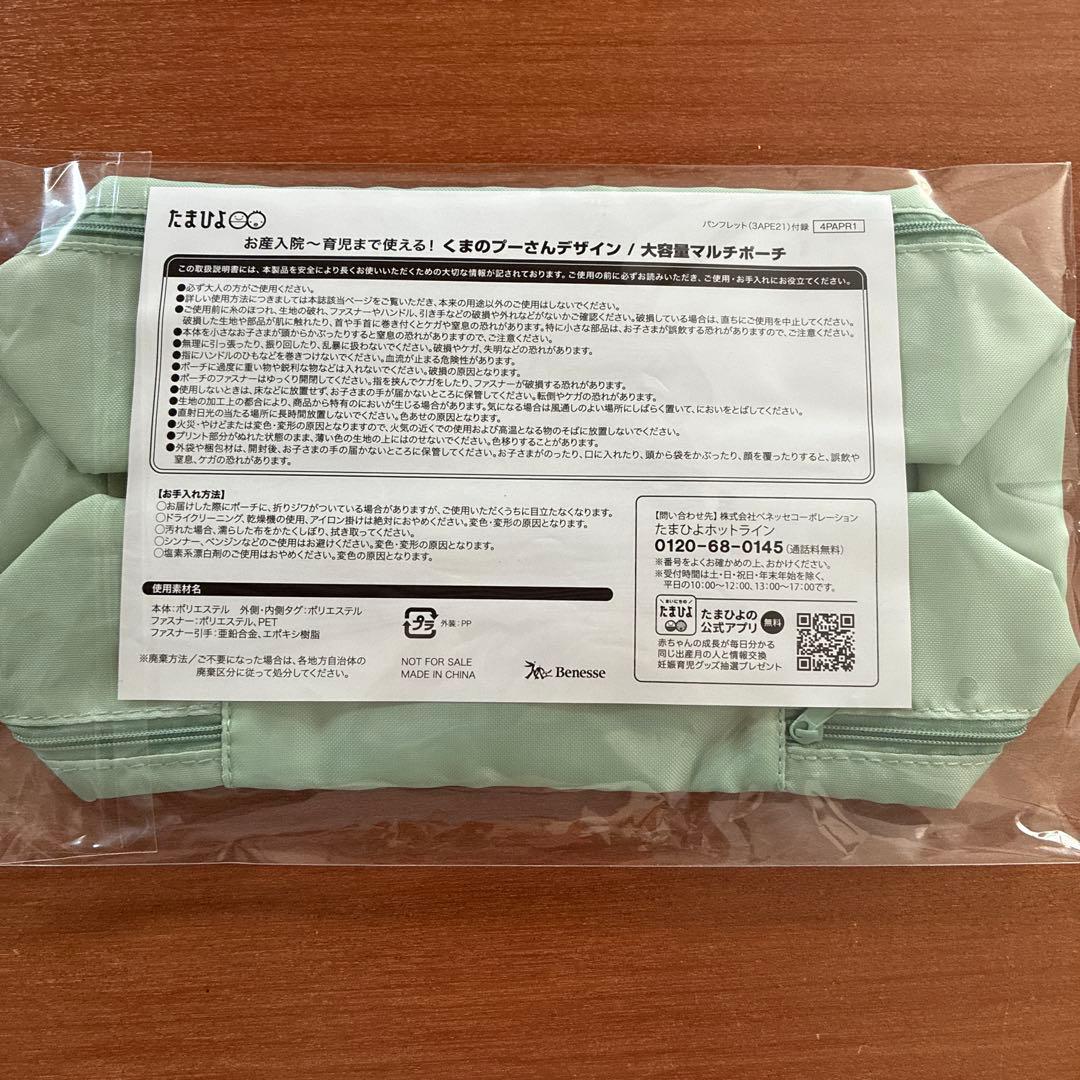 たまひよ
パンフレット(3APE21)付録 4PAPR1
お産入院～育児まで使える! くまのプーさんデザイン / 大容量マルチポーチ
この取扱説明書には、本製品を安全により長くお使いいただくための大切な情報が記されております。ご使用の前に必ずお読みいただき、ご使用・お手入れにお役立てください。
●必ず大人の方がご使用ください。
●詳しい使用方法につきましては本誌該当ページをご覧いただき、本来の用途以外のご使用はしないでください。
●ご使用前に糸のほつれ、生地の破れ、ファスナーやハンドル、引き手などの破損や外れなどがないかご確認ください。破損している場合は、直ちにご使用を中止してください。
破損した生地や部品が肌に触れたり、首や手首に巻き付くとケガや窒息の恐れがあります。特に小さな部品は、お子さまが誤飲する恐れがありますので、ご注意ください。
●本体を小さなお子さまが頭からかぶったりすると窒息の恐れがありますので、ご注意ください。
●無理に引っ張ったり、振り回したり、乱暴に扱わないでください。破損やケガ、失明などの恐れがあります。
●指にハンドルのひもなどを巻きつけないでください。血流が止まる危険性があります。
●ポーチに過度に重い物や鋭利な物などは入れないでください。破損の原因となります。
●ポーチのファスナーはゆっくり開閉してください。指を挟んでケガをしたり、ファスナーが破損する恐れがあります。
●使用しないときは、床などに放置せず、お子さまの手が届かないところに保管してください。転倒やケガの恐れがあります。
●生地の加工上の都合により、商品から特有のにおいが生じる場合があります。気になる場合は風通しのよい場所にしばらく置いて、においをとばしてください。
●直射日光の当たる場所に長時間放置しないでください。色あせの原因となります。
●火災・やけどまたは変色・変形の原因となりますので、火気の近くでの使用および高温となる物のそばに放置しないでください。
●プリント部分がぬれた状態のまま、薄い色の生地の上にはのせないでください。色移りすることがあります。
●外袋や梱包材は、開封後、お子さまの手の届かないところに保管してください。お子さまがのったり、口に入れたり、頭から袋をかぶったり、顔を覆ったりすると、誤飲や
窒息、ケガの恐れがあります。
【お手入れ方法】
○お届けした際にポーチに、折りジワがついている場合がありますが、ご使用いただくうちに目立たなくなります。
○ドライクリーニング、乾燥機の使用、アイロン掛けは絶対におやめください。変色・変形の原因となります。
○汚れた場合、濡らした布をかたくしぼり、拭き取ってください。
○シンナー、ベンジンなどのご使用はお避けください。変色・変形の原因となります。
○塩素系漂白剤のご使用はおやめください。変色の原因となります。
使用素材名
本体:ポリエステル 外側・内側タグ:ポリエステル
ファスナー:ポリエステル、PET
ファスナー引手:亜鉛合金、エポキシ樹脂
プラ 外装:PP
※廃棄方法/ご不要になった場合は、各地方自治体の
廃棄区分に従って処分してください。
NOT FOR SALE
MADE IN CHINA
Benesse
【問い合わせ先】株式会社ベネッセコーポレーション
たまひよホットライン
0120-68-0145(通話料無料)
※番号をよくお確かめの上、おかけください。
※受付時間は土・日・祝日・年末年始を除く、
平日の10:00～12:00、13:00～17:00です。
まいにちの
たまひよ
たまひよの
公式アプリ 無料
赤ちゃんの成長が毎日分かる
同じ出産月の人と情報交換
妊娠育児グッズ抽選プレゼント